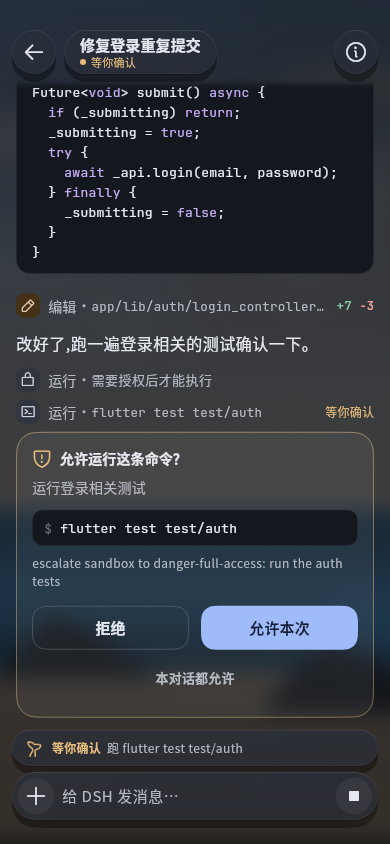 修复登录重复提交
等你确认
Future<void> submit() async {
if (_submitting) return;
_submitting = true;
try {
await _api.login(email, password);
} finally {
_submitting = false;
}
}
编辑・app/lib/auth/login_controller… +7 -3
改好了,跑一遍登录相关的测试确认一下。
运行・需要授权后才能执行
运行・flutter test test/auth 等你确认
允许运行这条命令?
运行登录相关测试
$ flutter test test/auth
escalate sandbox to danger-full-access: run the auth
tests
拒绝 允许本次
本对话都允许
等你确认 跑 flutter test test/auth
给 DSH 发消息…